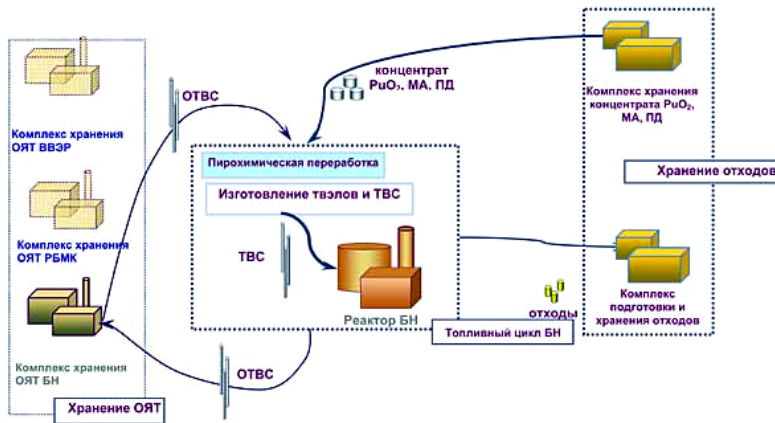 Комплекс хранения
ОЯТ ВВЭР
Комплекс хранения
ОЯТ РБМК
Комплекс хранения
ОЯТ БН
Хранение ОЯТ
ОТВС
концентрат
PuO₂, МА, ПД
Пирохимическая переработка
Изготовление твэлов и ТВС
ТВС
Реактор БН
Топливный цикл БН
ОТВС
отходы
Комплекс хранения
концентрата PuO₂,
МА, ПД
Хранение отходов
Комплекс
подготовки и
хранения отходов